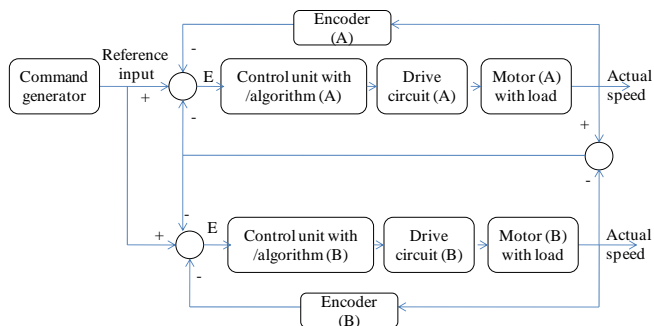 Encoder
(A)
-
Reference
input
Command
generator
+
E
Control unit with
/algorithm (A)
Drive
circuit (A)
Motor (A)
with load
Actual
speed
-
+
-
-
+
E
Control unit with
/algorithm (B)
Drive
circuit (B)
Motor (B)
with load
Actual
speed
-
Encoder
(B)